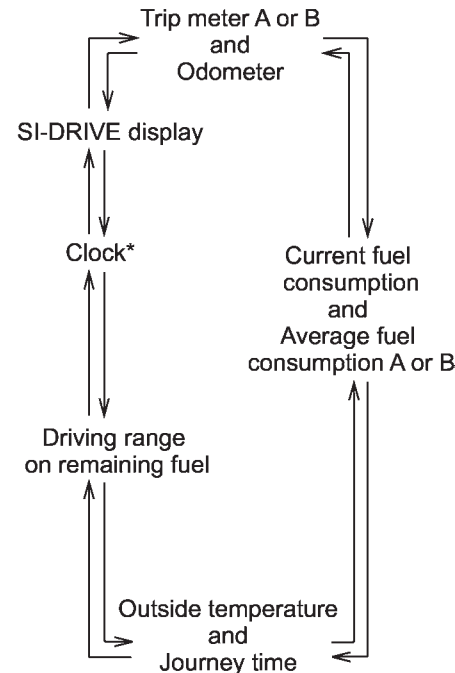 Trip meter A or B
and
Odometer
SI-DRIVE display
Clock*
Current fuel
consumption
and
Average fuel
consumption A or B
Driving range
on remaining fuel
Outside temperature
and
Journey time